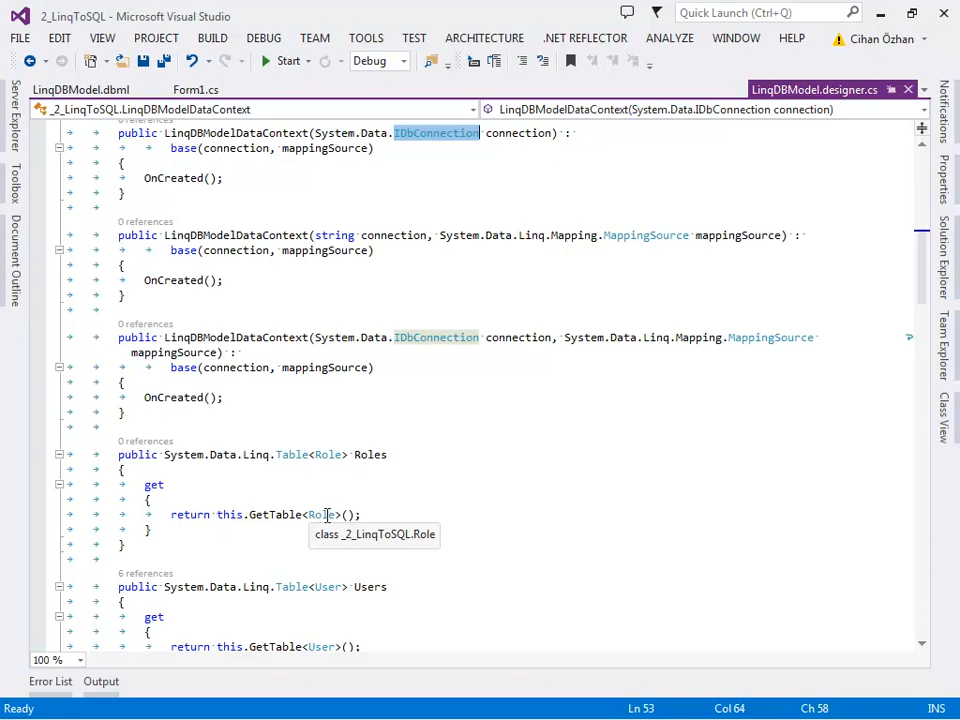 2_LinqToSQL - Microsoft Visual Studio
Quick Launch (Ctrl+Q)
FILE EDIT VIEW PROJECT BUILD DEBUG TEAM TOOLS TEST ARCHITECTURE .NET REFLECTOR ANALYZE WINDOW HELP Cihan Özhan
Start Debug
LinqDBModel.dbml Form1.cs LinqDBModel.designer.cs
_2_LinqToSQL.LinqDBModelDataContext LinqDBModelDataContext(System.Data.IDbConnection connection)
0 references
public LinqDBModelDataContext(System.Data.IDbConnection connection) :
base(connection, mappingSource)
{
OnCreated();
}
0 references
public LinqDBModelDataContext(string connection, System.Data.Linq.Mapping.MappingSource mappingSource) :
base(connection, mappingSource)
{
OnCreated();
}
0 references
public LinqDBModelDataContext(System.Data.IDbConnection connection, System.Data.Linq.Mapping.MappingSource
mappingSource) :
base(connection, mappingSource)
{
OnCreated();
}
0 references
public System.Data.Linq.Table<Role> Roles
{
get
{
return this.GetTable<Role>();
class _2_LinqToSQL.Role
}
}
6 references
public System.Data.Linq.Table<User> Users
{
get
{
return this.GetTable<User>();
100 %
Error List Output
Ready Ln 53 Col 64 Ch 58 INS
Server Explorer
Toolbox
Document Outline
Notifications
Properties
Solution Explorer
Team Explorer
Class View